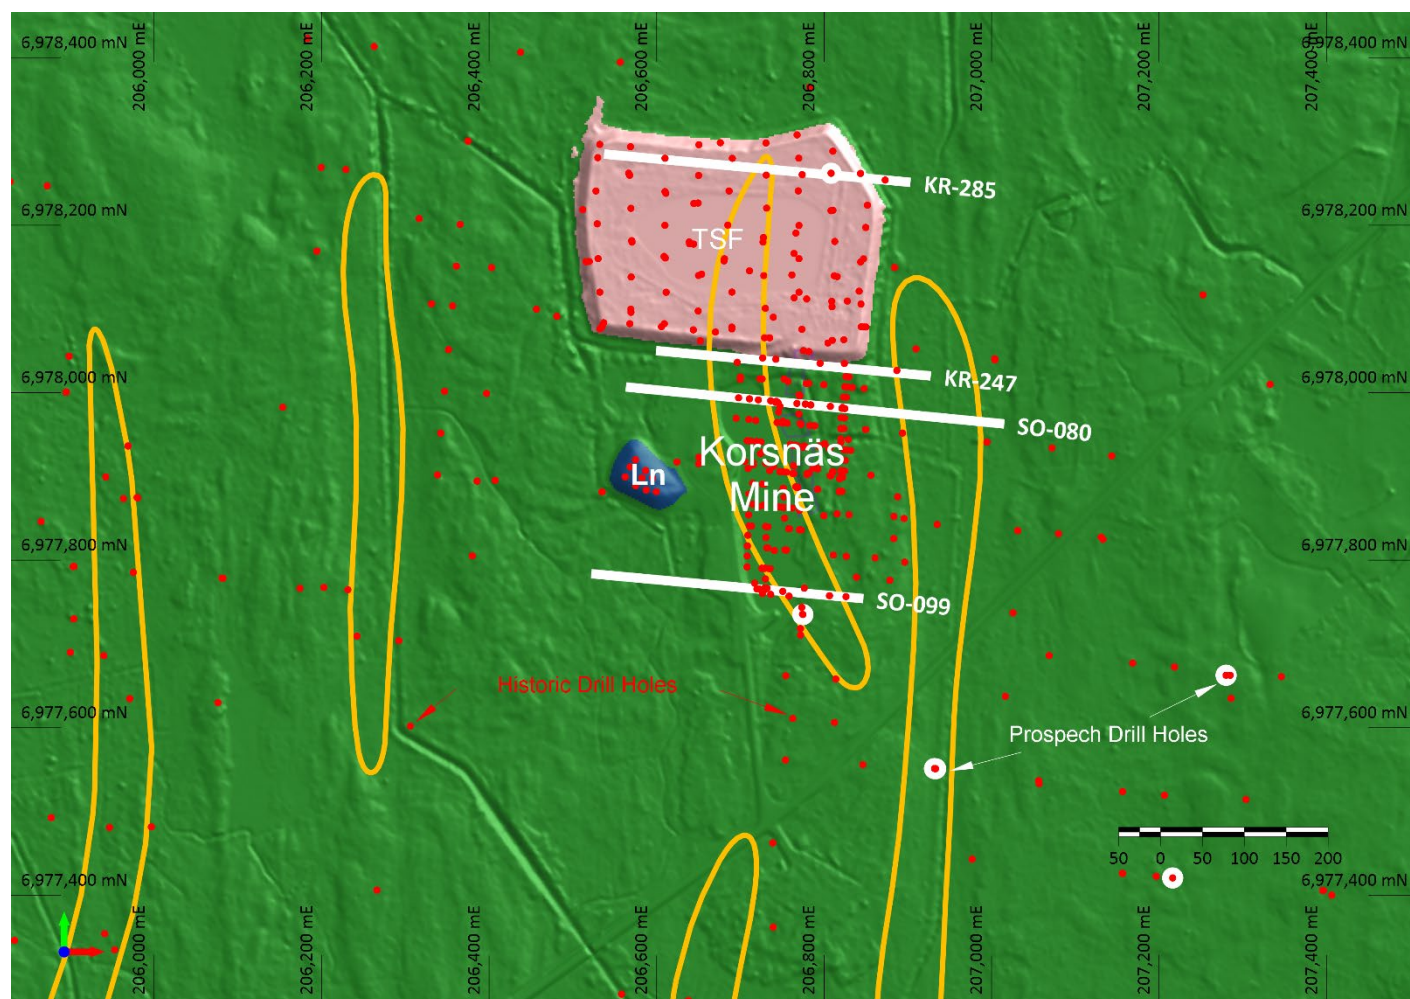 206,000 mE
206,200 mE
206,400 mE
206,600 mE
206,800 mE
207,000 mE
207,200 mE
207,400 mE
6,978,400 mN
6,978,400 mN
KR-285
6,978,200 mN
6,978,200 mN
TSF
6,978,000 mN
KR-247
6,978,000 mN
SO-080
Korsnäs
Mine
Ln
6,977,800 mN
6,977,800 mN
SO-099
Historic Drill Holes
6,977,600 mN
6,977,600 mN
Prospech Drill Holes
50 0 50 100 150 200
6,977,400 mN
6,977,400 mN
206,000 mE
206,200 mE
206,400 mE
206,600 mE
206,800 mE
207,000 mE
207,200 mE
207,400 mE